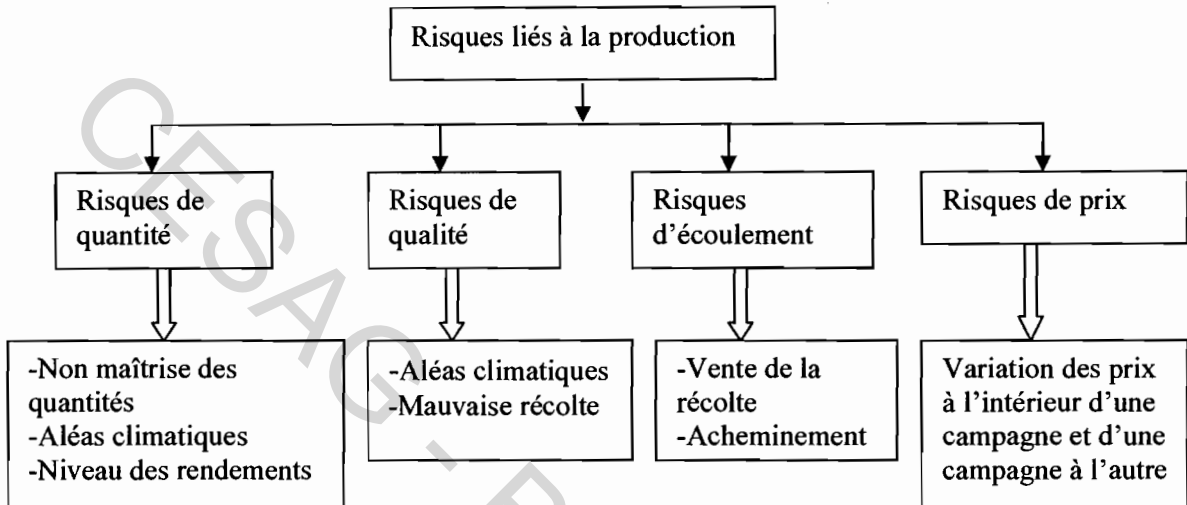 Risques liés à la production
Risques de
quantité
Risques de
qualité
Risques
d'écoulement
Risques de prix
-Non maîtrise des
quantités
-Aléas climatiques
-Niveau des rendements
-Aléas climatiques
-Mauvaise récolte
-Vente de la
récolte
-Acheminement
Variation des prix
à l'intérieur d'une
campagne et d'une
campagne à l'autre
CESAG -